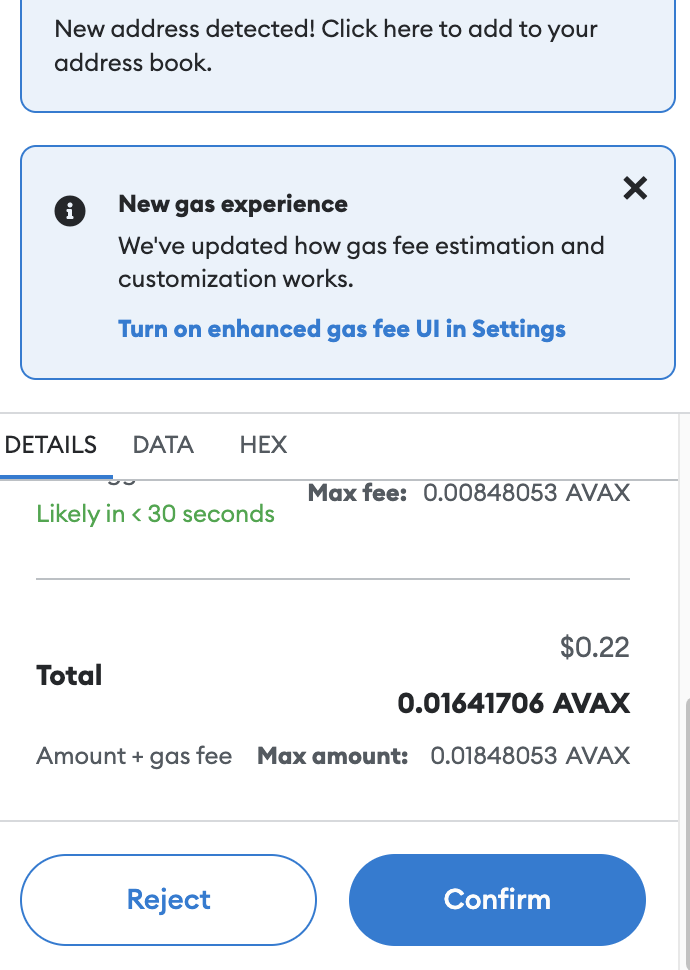 New address detected! Click here to add to your
address book.
New gas experience
We've updated how gas fee estimation and
customization works.
Turn on enhanced gas fee UI in Settings
DETAILS DATA HEX
Max fee: 0.00848053 AVAX
Likely in < 30 seconds
$0.22
Total
0.01641706 AVAX
Amount + gas fee Max amount: 0.01848053 AVAX
Reject Confirm